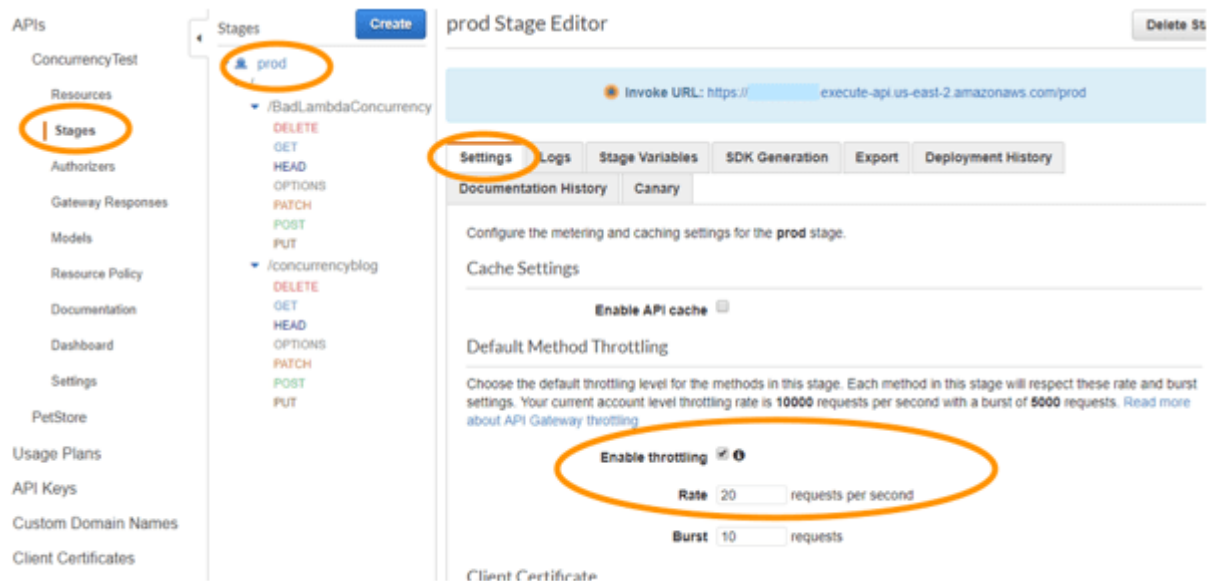 APIs
ConcurrencyTest
Resources
Stages
Authorizers
Gateway Responses
Models
Resource Policy
Documentation
Dashboard
Settings
PetStore
Usage Plans
API Keys
Custom Domain Names
Client Certificates
Stages
Create
prod
/
/BadLambdaConcurrency
DELETE
GET
HEAD
OPTIONS
PATCH
POST
PUT
/concurrencyblog
DELETE
GET
HEAD
OPTIONS
PATCH
POST
PUT
prod Stage Editor
Delete St
Invoke URL: https:// execute-api.us-east-2.amazonaws.com/prod
Settings Logs Stage Variables SDK Generation Export Deployment History
Documentation History Canary
Configure the metering and caching settings for the prod stage.
Cache Settings
Enable API cache
Default Method Throttling
Choose the default throttling level for the methods in this stage. Each method in this stage will respect these rate and burst
settings. Your current account level throttling rate is 10000 requests per second with a burst of 5000 requests. Read more
about API Gateway throttling
Enable throttling
Rate 20 requests per second
Burst 10 requests
Client Certificate